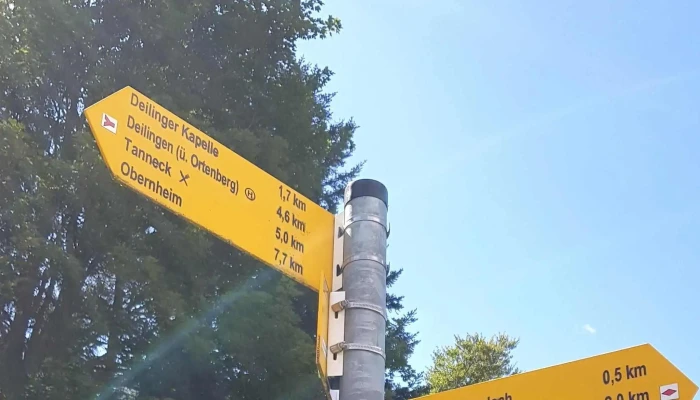 Deilinger Kapelle 1,7 km
Deilingen (ü. Ortenberg) H 4,6 km
Tanneck 5,0 km
Obernheim 7,7 km
0,5 km